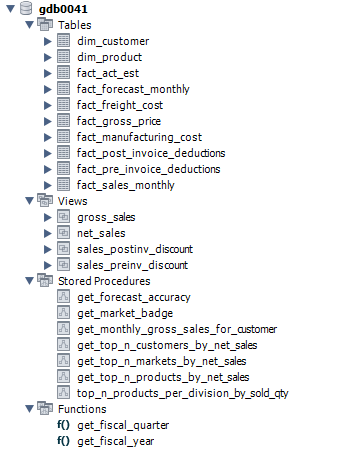 gdb0041
Tables
dim_customer
dim_product
fact_act_est
fact_forecast_monthly
fact_freight_cost
fact_gross_price
fact_manufacturing_cost
fact_post_invoice_deductions
fact_pre_invoice_deductions
fact_sales_monthly
Views
gross_sales
net_sales
sales_postinv_discount
sales_preinv_discount
Stored Procedures
get_forecast_accuracy
get_market_badge
get_monthly_gross_sales_for_customer
get_top_n_customers_by_net_sales
get_top_n_markets_by_net_sales
get_top_n_products_by_net_sales
top_n_products_per_division_by_sold_qty
Functions
f() get_fiscal_quarter
f() get_fiscal_year